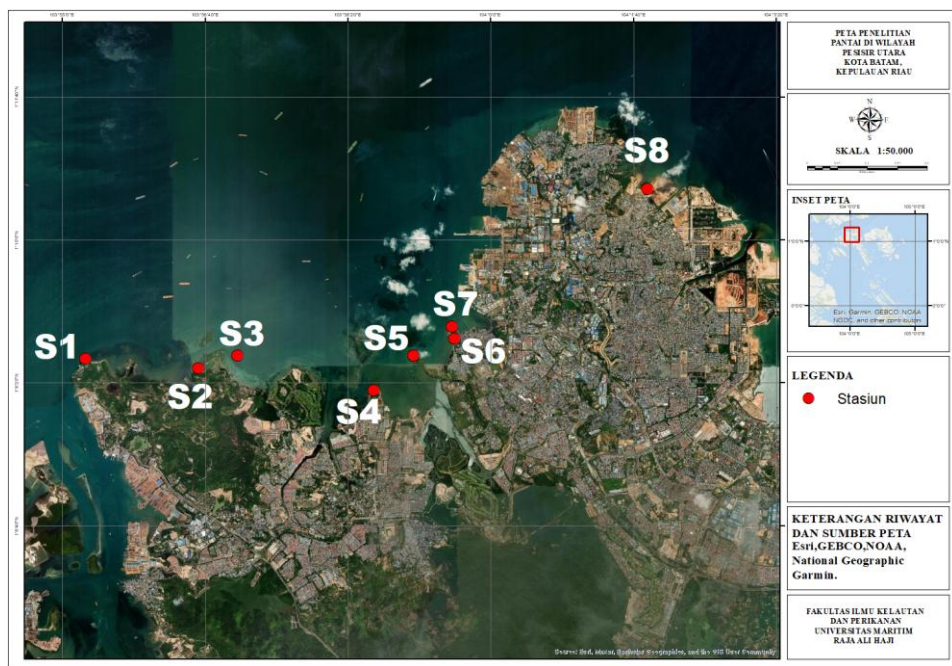 S1
S2
S3
S4
S5
S6
S7
S8
PETA PENELITIAN
PANTAI DI WILAYAH
PESISIR UTARA
KOTA BATAM,
KEPULAUAN RIAU
N
W E
S
SKALA 1:50.000
INSET PETA
Esri, Garmin, GEBCO, NOAA
NGDC, and other contributors
LEGENDA
Stasiun
KETERANGAN RIWAYAT
DAN SUMBER PETA
Esri,GEBCO,NOAA,
National Geographic
Garmin.
FAKULTAS ILMU KELAUTAN
DAN PERIKANAN
UNIVERSITAS MARITIM
RAJA ALI HAJI
Source: Esri, Maxar, Earthstar Geographics, and the GIS User Community